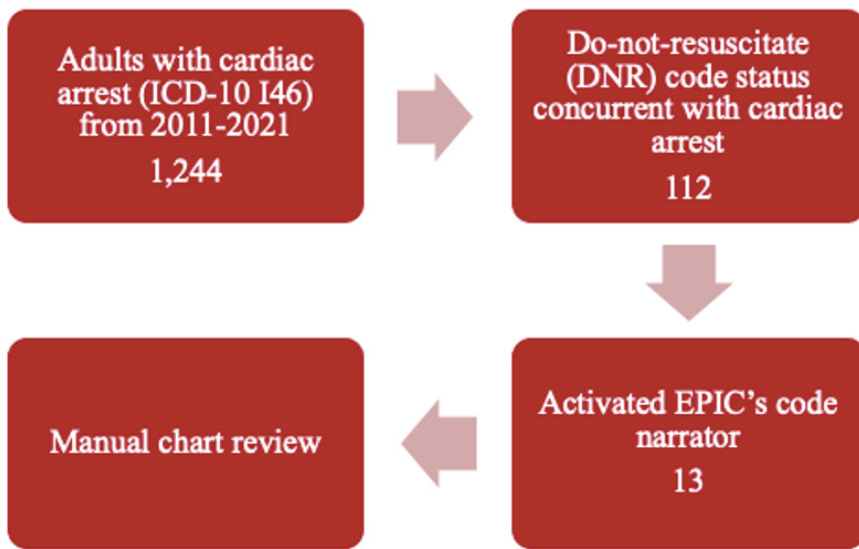 Adults with cardiac
arrest (ICD-10 I46)
from 2011-2021
1,244
Do-not-resuscitate
(DNR) code status
concurrent with cardiac
arrest
112
Activated EPIC’s code
narrator
13
Manual chart review